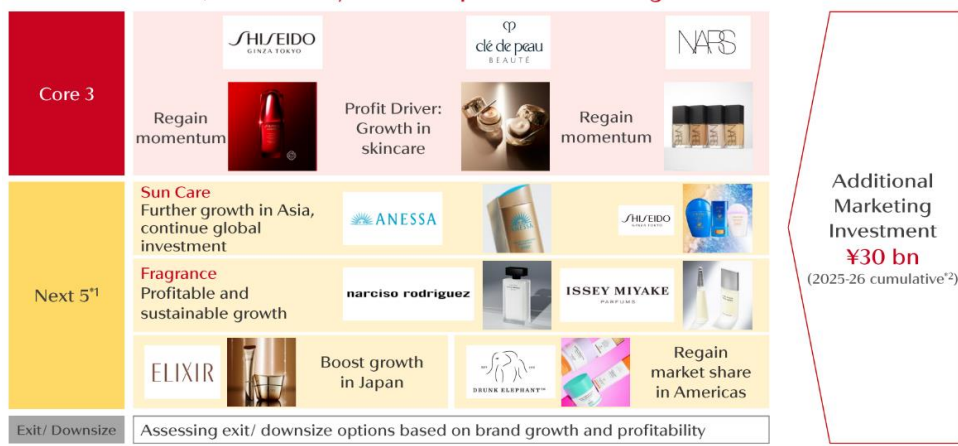 Core 3
SHISEIDO
GINZA TOKYO
clé de peau
BEAUTÉ
NARS
Regain
momentum
Profit Driver:
Growth in
skincare
Regain
momentum
Next 5*1
Sun Care
Further growth in Asia,
continue global
investment
ANESSA
SHISEIDO
GINZA TOKYO
Fragrance
Profitable and
sustainable growth
narciso rodriguez
ISSEY MIYAKE
PARFUMS
ELIXIR
Boost growth
in Japan
DRUNK ELEPHANT™
Regain
market share
in Americas
Exit/ Downsize
Assessing exit/ downsize options based on brand growth and profitability
Additional
Marketing
Investment
¥30 bn
(2025-26 cumulative*2)